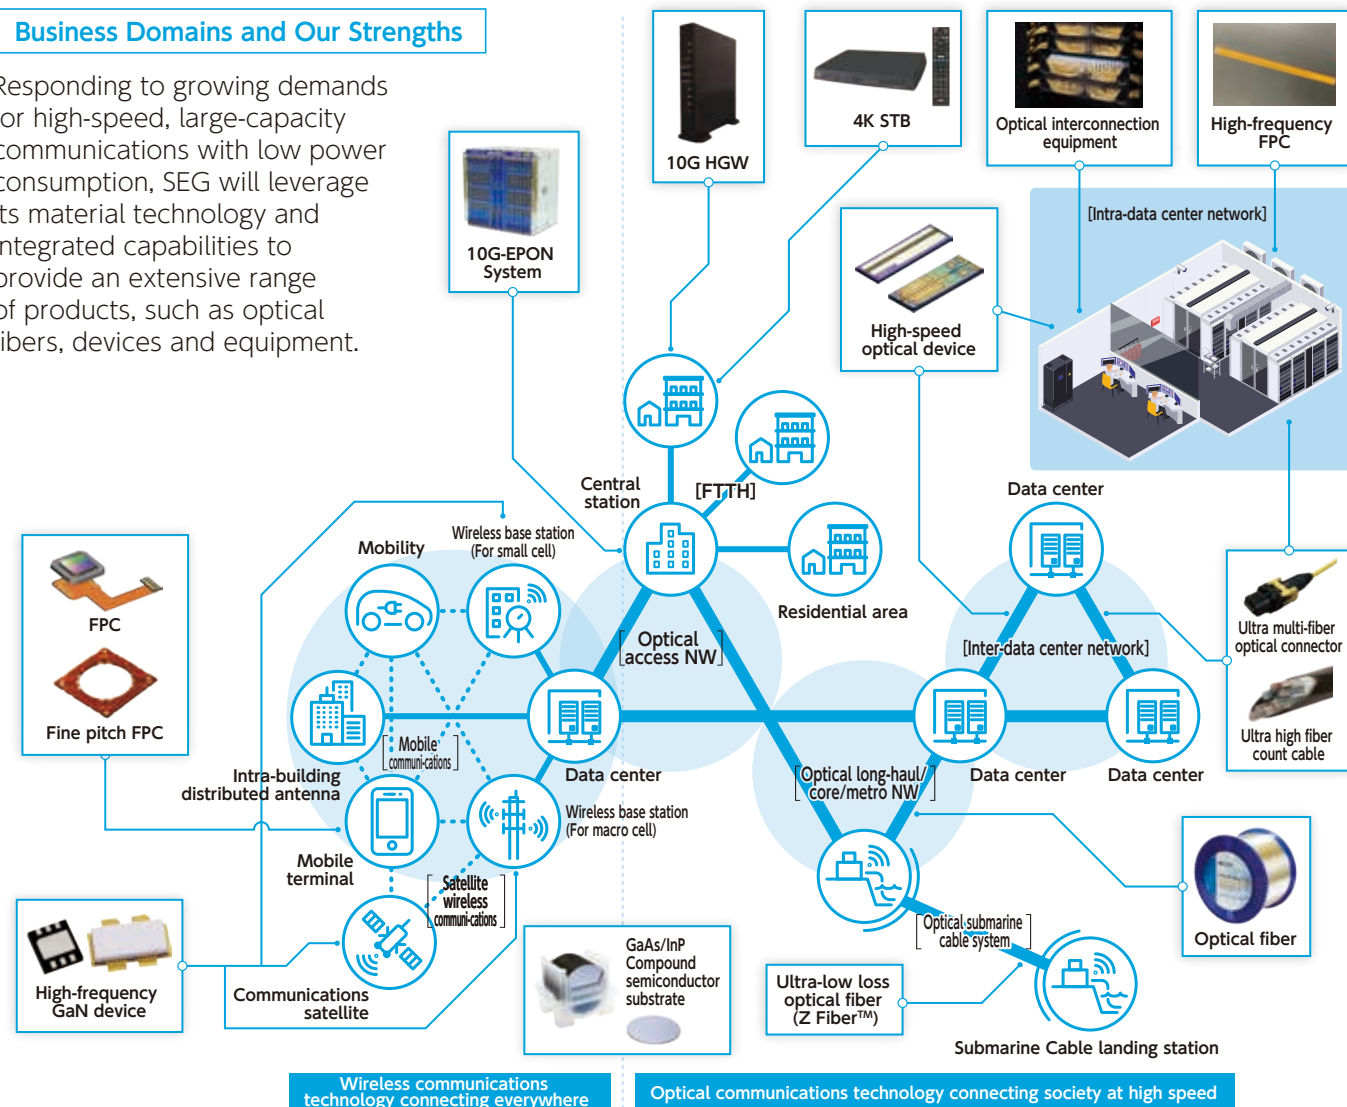 Business Domains and Our Strengths
Responding to growing demands
for high-speed, large-capacity
communications with low power
consumption, SEG will leverage
its material technology and
integrated capabilities to
provide an extensive range
of products, such as optical
fibers, devices and equipment.
10G-EPON
System
10G HGW
4K STB
Optical interconnection
equipment
High-frequency
FPC
[Intra-data center network]
High-speed
optical device
Central
station
[FTTH]
Residential area
Data center
Wireless base station
(For small cell)
Mobility
FPC
Fine pitch FPC
[Optical
access NW]
[Inter-data center network]
Ultra multi-fiber
optical connector
Ultra high fiber
count cable
Intra-building
distributed antenna
[Mobile
communi-cations]
Data center
[Optical long-haul/
core/metro NW]
Data center
Data center
Wireless base station
(For macro cell)
Mobile
terminal
[Satellite
wireless
communi-cations]
[Optical submarine
cable system]
Optical fiber
High-frequency
GaN device
Communications
satellite
GaAs/InP
Compound
semiconductor
substrate
Ultra-low loss
optical fiber
(Z Fiber™)
Submarine Cable landing station
Wireless communications
technology connecting everywhere
Optical communications technology connecting society at high speed